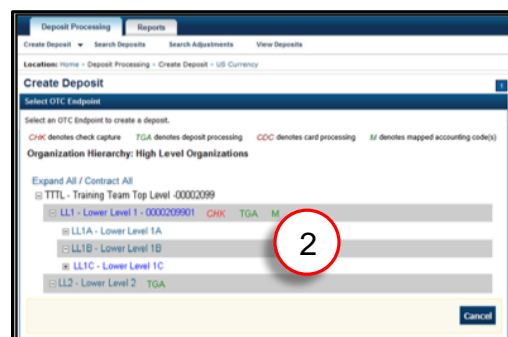 Deposit Processing Reports
Create Deposit Search Deposits Search Adjustments View Deposits
Location: Home - Deposit Processing - Create Deposit - US Currency
Create Deposit
1
Select OTC Endpoint
Select an OTC Endpoint to create a deposit.
CHK denotes check capture TGA denotes deposit processing CDC denotes card processing M denotes mapped accounting code(s)
Organization Hierarchy: High Level Organizations
Expand All / Contract All
TTTL - Training Team Top Level -00002099
LL1 - Lower Level 1 - 0000209901 CHK TGA M
LL1A - Lower Level 1A
2
LL1B - Lower Level 1B
LL1C - Lower Level 1C
LL2 - Lower Level 2 TGA
Cancel